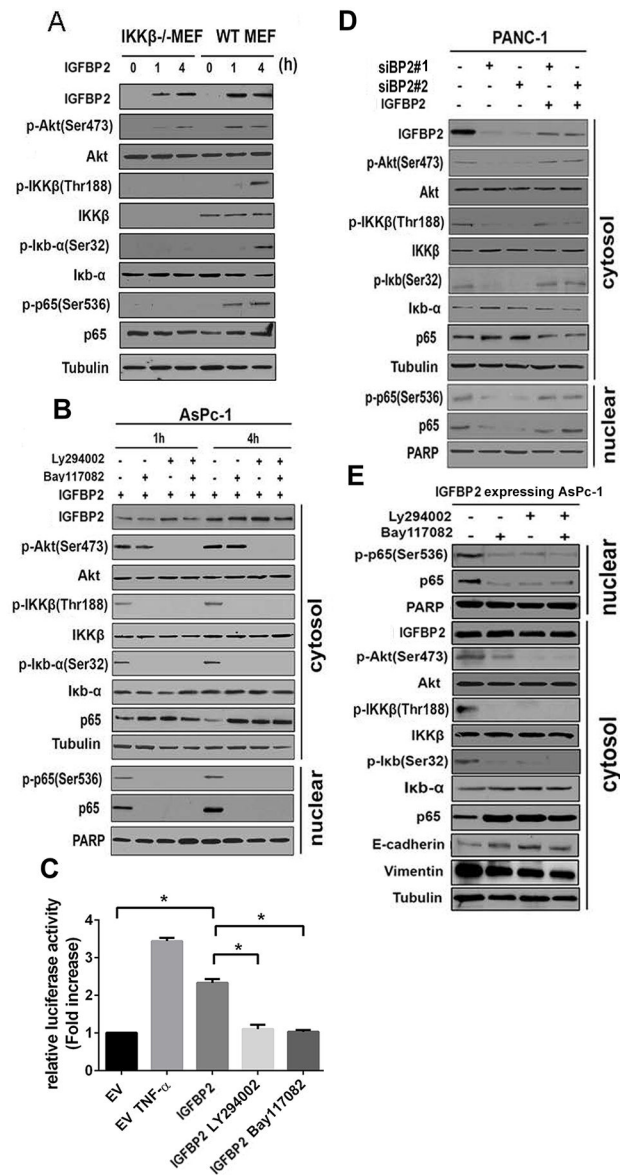 A
IKKβ-/-MEF WT MEF
IGFBP2 0 1 4 0 1 4 (h)
IGFBP2
p-Akt(Ser473)
Akt
p-IKKβ(Thr188)
IKKβ
p-Iκb-α(Ser32)
Iκb-α
p-p65(Ser536)
p65
Tubulin
B
AsPc-1
1h 4h
Ly294002 - - + + - - + +
Bay117082 - + - + - + - +
IGFBP2 + + + + + + + +
IGFBP2
p-Akt(Ser473)
Akt
p-IKKβ(Thr188)
IKKβ
p-Iκb-α(Ser32)
Iκb-α
p65
Tubulin
cytosol
p-p65(Ser536)
p65
PARP
nuclear
C
relative luciferase activity
(Fold increase)
4
3
2
1
0
* * *
EV
EV TNF-α
IGFBP2
IGFBP2 LY294002
IGFBP2 Bay117082
D
PANC-1
siBP2#1 - + - + -
siBP2#2 - - + - +
IGFBP2 - - - + +
IGFBP2
p-Akt(Ser473)
Akt
p-IKKβ(Thr188)
IKKβ
p-Iκb(Ser32)
Iκb-α
p65
Tubulin
cytosol
p-p65(Ser536)
p65
PARP
nuclear
E
IGFBP2 expressing AsPc-1
Ly294002 - - + +
Bay117082 - + - +
p-p65(Ser536)
p65
PARP
nuclear
IGFBP2
p-Akt(Ser473)
Akt
p-IKKβ(Thr188)
IKKβ
p-Iκb(Ser32)
Iκb-α
p65
E-cadherin
Vimentin
Tubulin
cytosol